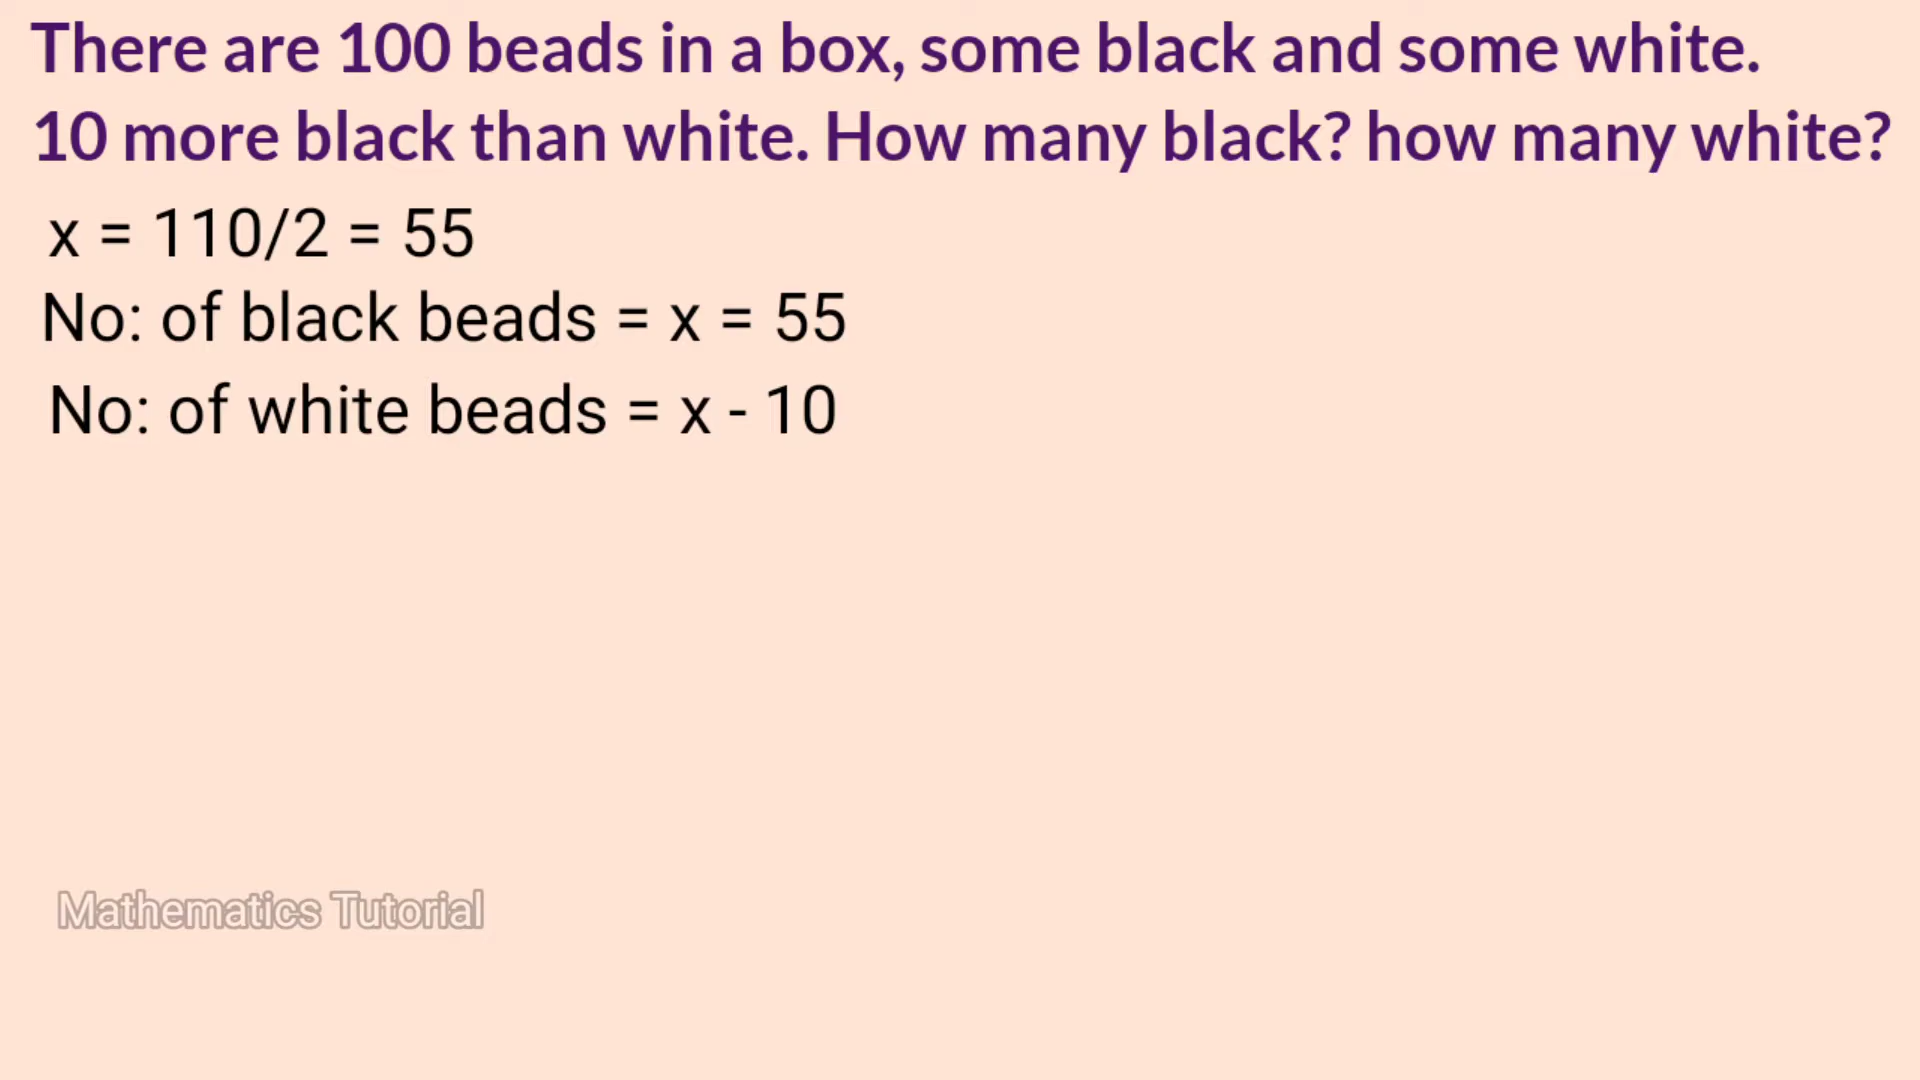 There are 100 beads in a box, some black and some white.
10 more black than white. How many black? how many white?
x = 110/2 = 55
No: of black beads = x = 55
No: of white beads = x - 10
Mathematics Tutorial